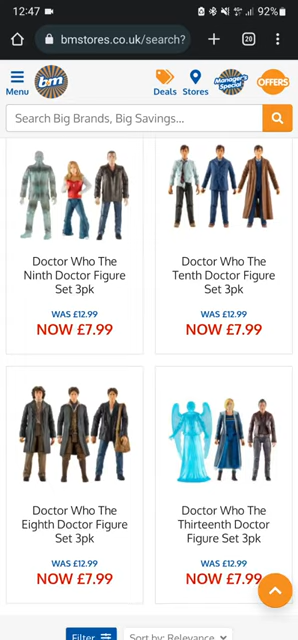 12:47
92%
bmstores.co.uk/search?
20
Menu
bm
Deals
Stores
Manager's Special
OFFERS
Search Big Brands, Big Savings...
Doctor Who The
Ninth Doctor Figure
Set 3pk
WAS £12.99
NOW £7.99
Doctor Who The
Tenth Doctor Figure
Set 3pk
WAS £12.99
NOW £7.99
Doctor Who The
Eighth Doctor Figure
Set 3pk
WAS £12.99
NOW £7.99
Doctor Who The
Thirteenth Doctor
Figure Set 3pk
WAS £12.99
NOW £7.99
Filter
Sort by: Relevance